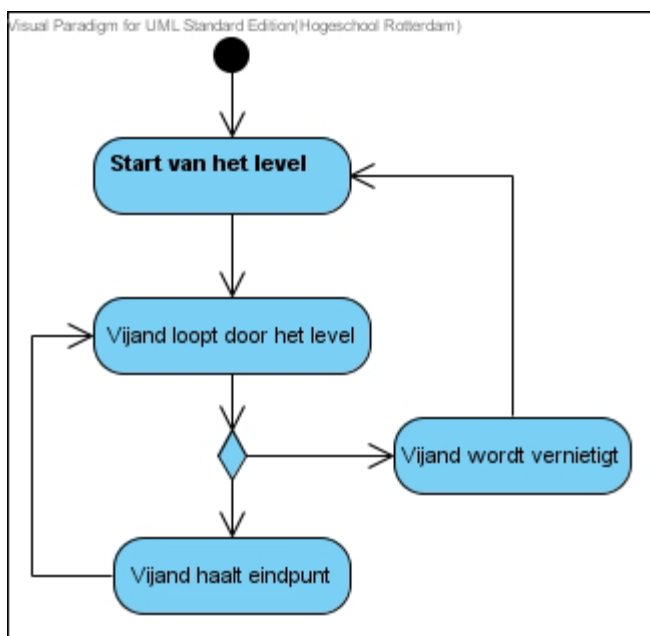 Visual Paradigm for UML Standard Edition(Hogeschool Rotterdam)
Start van het level
Vijand loopt door het level
Vijand wordt vernietigt
Vijand haalt eindpunt